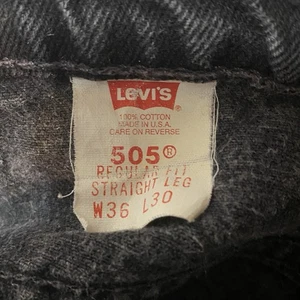 LEVI'S
®
100% COTTON
MADE IN U.S.A.
CARE ON REVERSE
505®
REGULAR FIT
STRAIGHT LEG
W36 L30